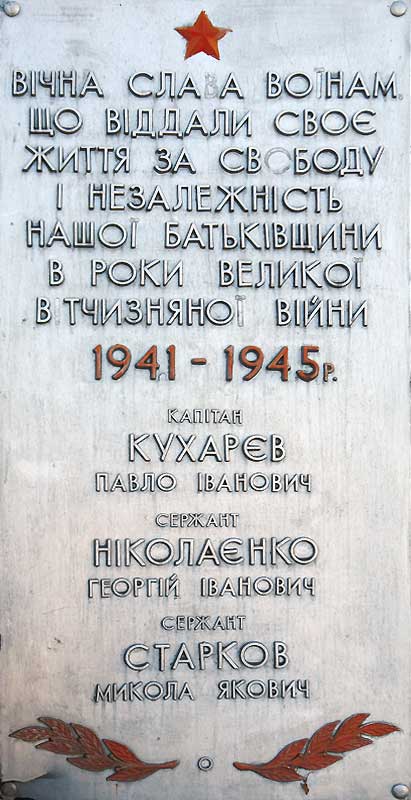 ВІЧНА СЛАВА ВОЇНАМ,
ЩО ВІДДАЛИ СВОЄ
ЖИТТЯ ЗА СВОБОДУ
І НЕЗАЛЕЖНІСТЬ
НАШОЇ БАТЬКІВЩИНИ
В РОКИ ВЕЛИКОЇ
ВІТЧИЗНЯНОЇ ВІЙНИ
1941-1945р.
КАПІТАН
КУХАРЄВ
ПАВЛО ІВАНОВИЧ
СЕРЖАНТ
НІКОЛАЄНКО
ГЕОРГІЙ ІВАНОВИЧ
СЕРЖАНТ
СТАРКОВ
МИКОЛА ЯКОВИЧ